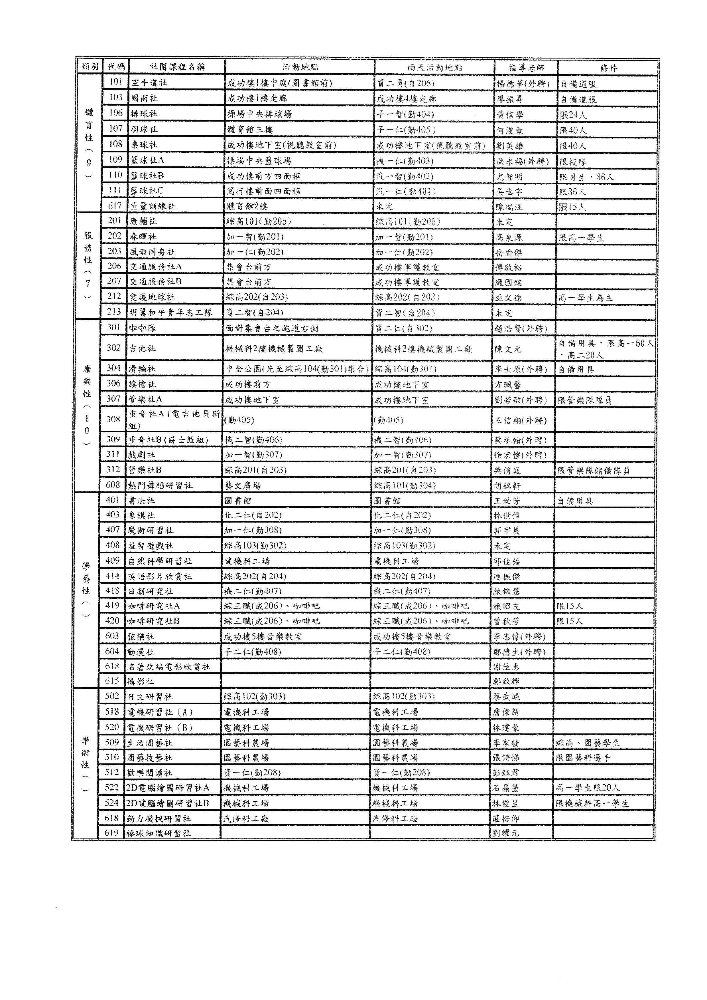 類別 代碼 社團課程名稱 活動地點 雨天活動地點 指導老師 條件
體育性（9）
101 空手道社 成功樓1樓中庭(圖書館前) 資二勇(自206) 楊德華(外聘) 自備道服
103 國術社 成功樓1樓走廊 成功樓4樓走廊 廖振昇 自備道服
106 排球社 操場中央排球場 子一智(勤404) 黃信學 限24人
107 羽球社 體育館三樓 子一仁(勤405) 何浚豪 限40人
108 桌球社 成功樓地下室(視聽教室前) 成功樓地下室(視聽教室前) 劉英雄 限40人
109 籃球社A 操場中央籃球場 機一仁(勤403) 洪永福(外聘) 限校隊
110 籃球社B 成功樓前方四面框 汽一智(勤402) 尤智明 限男生，36人
111 籃球社C 篤行樓前面四面框 汽一仁(勤401) 吳丞宇 限36人
617 重量訓練社 體育館2樓 未定 陳瑞注 限15人
服務性（7）
201 康輔社 綜高101(勤205) 綜高101(勤205) 未定
202 春暉社 加一智(勤201) 加一智(勤201) 高泉源 限高一學生
203 風雨同舟社 加一仁(勤202) 加一仁(勤202) 岳愉傑
206 交通服務社A 集會台前方 成功樓軍護教室 傅啟裕
207 交通服務社B 集會台前方 成功樓軍護教室 龐國銘
212 愛護地球社 綜高202(自203) 綜高202(自203) 巫文德 高一學生為主
213 明翼和平青年志工隊 資二智(自204) 資二智(自204) 未定
康樂性（10）
301 啦啦隊 面對集會台之跑道右側 資二仁(自302) 趙浩賢(外聘)
302 吉他社 機械科2樓機械製圖工廠 機械科2樓機械製圖工廠 陳文元 自備用具，限高一60人
，高二20人
304 滑輪社 中全公園(先至綜高104(勤301)集合) 綜高104(勤301) 李士原(外聘) 自備用具
306 旗槍社 成功樓前方 成功樓地下室 方珮馨
307 管樂社A 成功樓地下室 成功樓地下室 劉若敔(外聘) 限管樂隊隊員
308 重音社A(電吉他貝斯
組) (勤405) (勤405) 王信翔(外聘)
309 重音社B(爵士鼓組) 機二智(勤406) 機二智(勤406) 蔡承翰(外聘)
311 戲劇社 加一智(勤307) 加一智(勤307) 徐宏愷(外聘)
312 管樂社B 綜高201(自203) 綜高201(自203) 吳侑庭 限管樂隊儲備隊員
608 熱門舞蹈研習社 藝文廣場 綜高101(勤304) 胡銘軒
學藝性（）
401 書法社 圖書館 圖書館 王幼芳 自備用具
403 象棋社 化二仁(自202) 化二仁(自202) 林世偉
407 魔術研習社 加一仁(勤308) 加一仁(勤308) 郭宇晨
408 益智遊戲社 綜高103(勤302) 綜高103(勤302) 未定
409 自然科學研習社 電機科工場 電機科工場 邱佳椿
414 英語影片欣賞社 綜高202(自204) 綜高202(自204) 連振傑
418 日劇研究社 機二仁(勤407) 機二仁(勤407) 陳錦慧
419 咖啡研究社A 綜三職(成206)、咖啡吧 綜三職(成206)、咖啡吧 賴昭友 限15人
420 咖啡研究社B 綜三職(成206)、咖啡吧 綜三職(成206)、咖啡吧 曾秋芳 限15人
603 弦樂社 成功樓5樓音樂教室 成功樓5樓音樂教室 李志偉(外聘)
604 動漫社 子二仁(勤408) 子二仁(勤408) 鄭德生(外聘)
618 名著改編電影欣賞社 謝佳惠
615 攝影社 郭致輝
學術性（）
502 日文研習社 綜高102(勤303) 綜高102(勤303) 蔡武城
518 電機研習社（A） 電機科工場 電機科工場 詹偉新
520 電機研習社（B） 電機科工場 電機科工場 林建豪
509 生活園藝社 園藝科農場 園藝科農場 李家發 綜高、園藝學生
510 園藝技藝社 園藝科農場 園藝科農場 張詩悌 限園藝科選手
512 歡樂閱讀社 資一仁(勤208) 資一仁(勤208) 彭鈺君
522 2D電腦繪圖研習社A 機械科工場 機械科工場 石晶瑩 高一學生限20人
524 2D電腦繪圖研習社B 機械科工場 機械科工場 林俊呈 限機械科高一學生
618 動力機械研習社 汽修科工廠 汽修科工廠 莊棓仰
619 棒球知識研習社 劉耀元